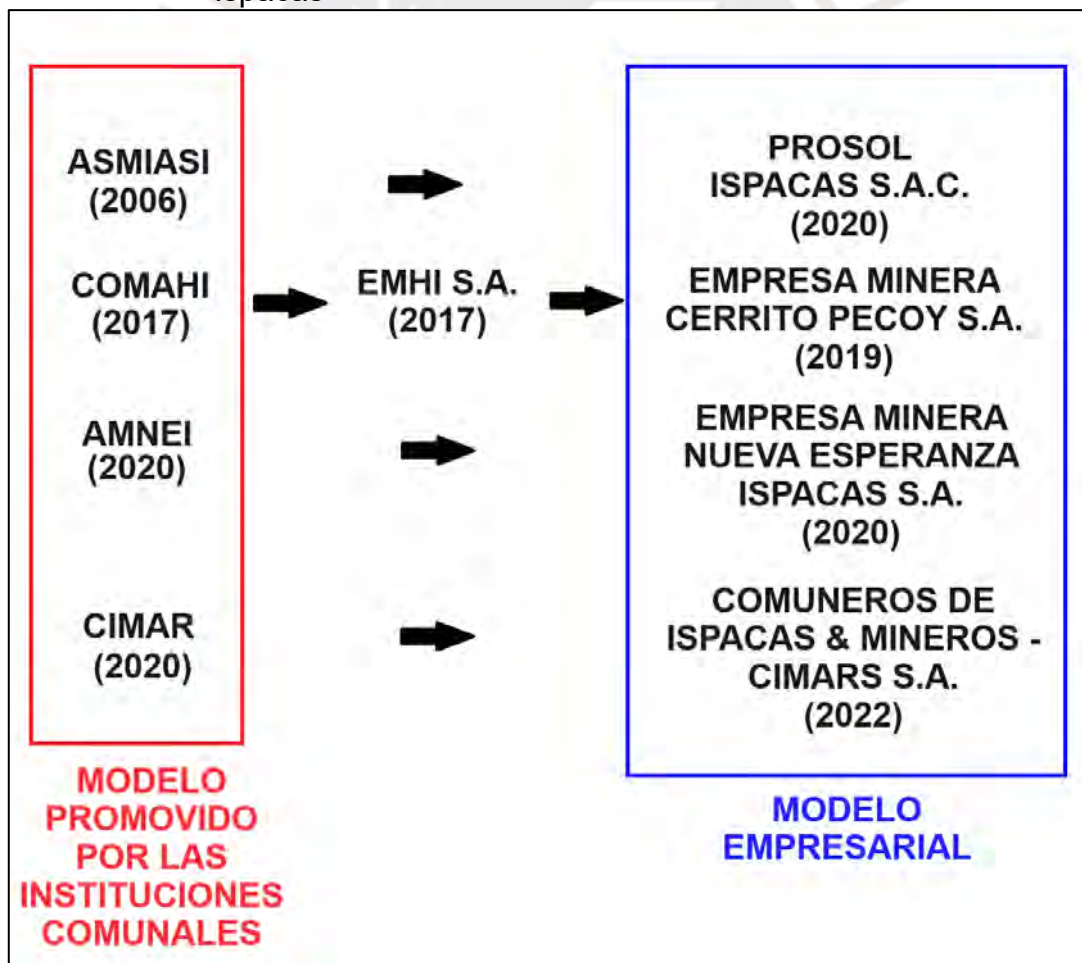 Ispacas
ASMIASI
(2006)
PROSOL
ISPACAS S.A.C.
(2020)
COMAHI
(2017)
EMHI S.A.
(2017)
EMPRESA MINERA
CERRITO PECOY S.A.
(2019)
AMNEI
(2020)
EMPRESA MINERA
NUEVA ESPERANZA
ISPACAS S.A.
(2020)
CIMAR
(2020)
COMUNEROS DE
ISPACAS & MINEROS -
CIMARS S.A.
(2022)
MODELO
PROMOVIDO
POR LAS
INSTITUCIONES
COMUNALES
MODELO
EMPRESARIAL